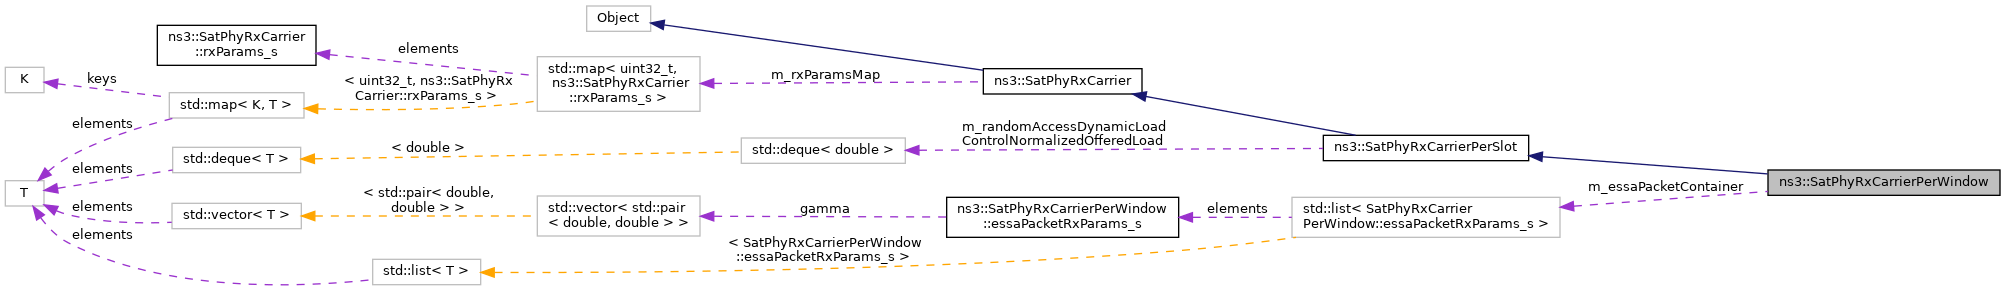 Object
ns3::SatPhyRxCarrier
::rxParams_s
elements
K
keys
std::map< uint32_t,
ns3::SatPhyRxCarrier
::rxParams_s >
m_rxParamsMap
ns3::SatPhyRxCarrier
< uint32_t, ns3::SatPhyRx
Carrier::rxParams_s >
std::map< K, T >
elements
std::deque< T >
elements
< double >
std::deque< double >
m_randomAccessDynamicLoad
ControlNormalizedOfferedLoad
ns3::SatPhyRxCarrierPerSlot
T
ns3::SatPhyRxCarrierPerWindow
m_essaPacketContainer
elements
std::vector< T >
< std::pair< double,
double > >
std::vector< std::pair
< double, double > >
gamma
ns3::SatPhyRxCarrierPerWindow
::essaPacketRxParams_s
elements
std::list< SatPhyRxCarrier
PerWindow::essaPacketRxParams_s >
elements
< SatPhyRxCarrierPerWindow
::essaPacketRxParams_s >
std::list< T >